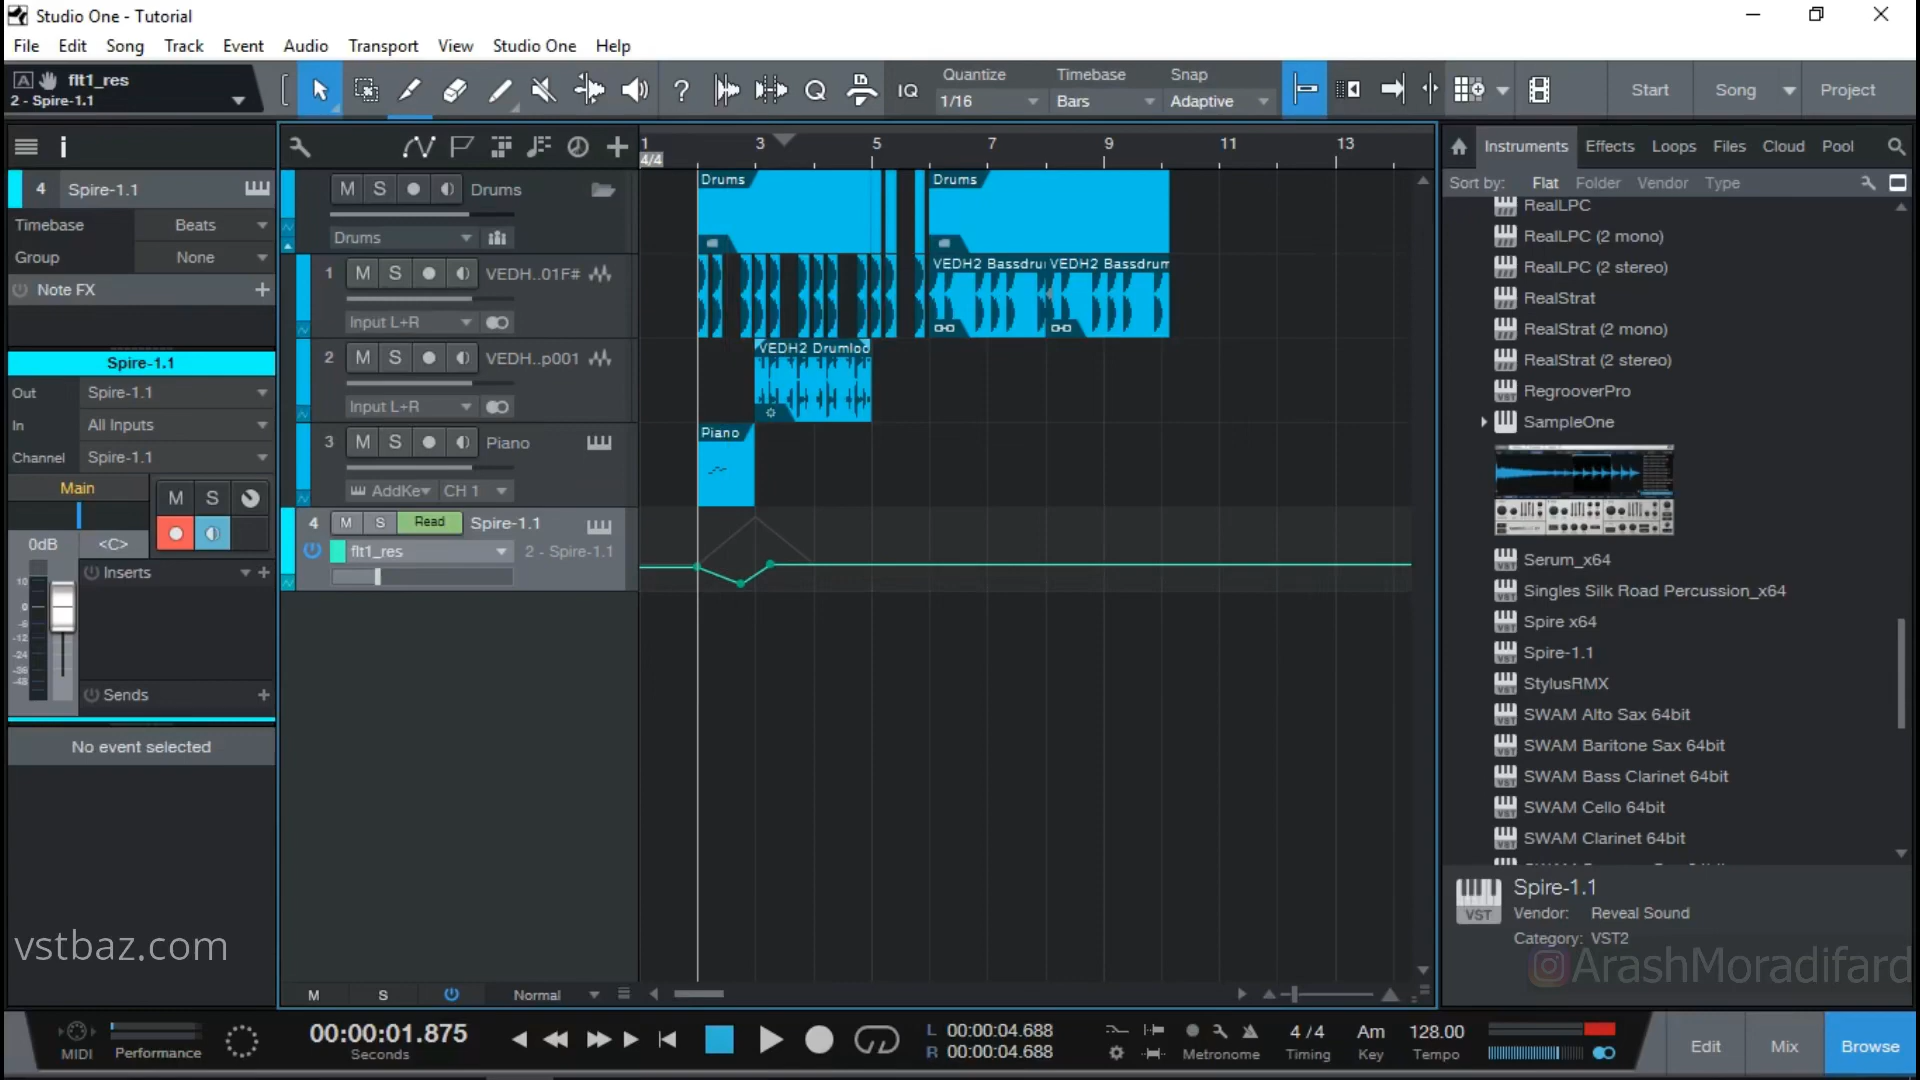 Studio One - Tutorial
File Edit Song Track Event Audio Transport View Studio One Help
A flt1_res
2 - Spire-1.1
? Q IQ
Quantize Timebase Snap
1/16 Bars Adaptive
Start Song Project
i
4 Spire-1.1
Timebase Beats
Group None
Note FX
Spire-1.1
Out Spire-1.1
In All Inputs
Channel Spire-1.1
Main
M S
0dB <C>
Inserts
10
0
-6
-12
-24
-36
-48
Sends
No event selected
vstbaz.com
1 3 5 7 9 11 13
4/4
M S Drums
Drums
1 M S VEDH..01F#
Input L+R
2 M S VEDH..p001
Input L+R
3 M S Piano
AddKe CH 1
4 M S Read Spire-1.1
flt1_res 2 - Spire-1.1
Drums Drums
VEDH2 Bassdru VEDH2 Bassdrum
VEDH2 Drumloo
Piano
M S Normal
Instruments Effects Loops Files Cloud Pool
Sort by: Flat Folder Vendor Type
RealLPC
RealLPC (2 mono)
RealLPC (2 stereo)
RealStrat
RealStrat (2 mono)
RealStrat (2 stereo)
RegrooverPro
SampleOne
Serum_x64
Singles Silk Road Percussion_x64
Spire x64
Spire-1.1
StylusRMX
SWAM Alto Sax 64bit
SWAM Baritone Sax 64bit
SWAM Bass Clarinet 64bit
SWAM Cello 64bit
SWAM Clarinet 64bit
VST
Spire-1.1
Vendor: Reveal Sound
Category: VST2
ArashMoradifard
MIDI Performance
00:00:01.875
Seconds
L 00:00:04.688
R 00:00:04.688
Metronome
4 / 4
Timing
Am
Key
128.00
Tempo
Edit Mix Browse